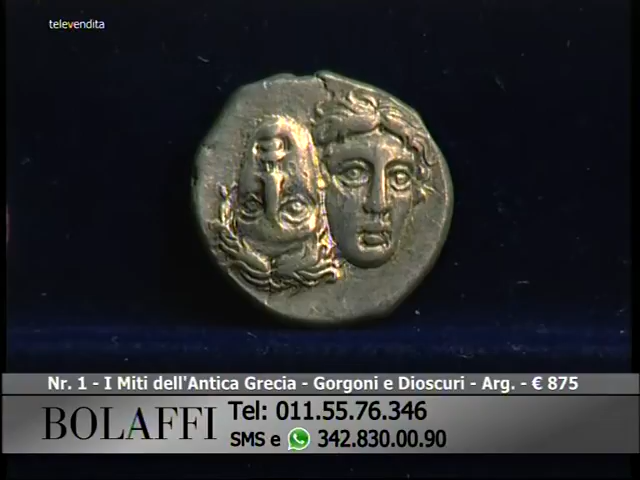 televendita
Nr. 1 - I Miti dell'Antica Grecia - Gorgoni e Dioscuri - Arg. - € 875
BOLAFFI
Tel: 011.55.76.346
SMS e 342.830.00.90